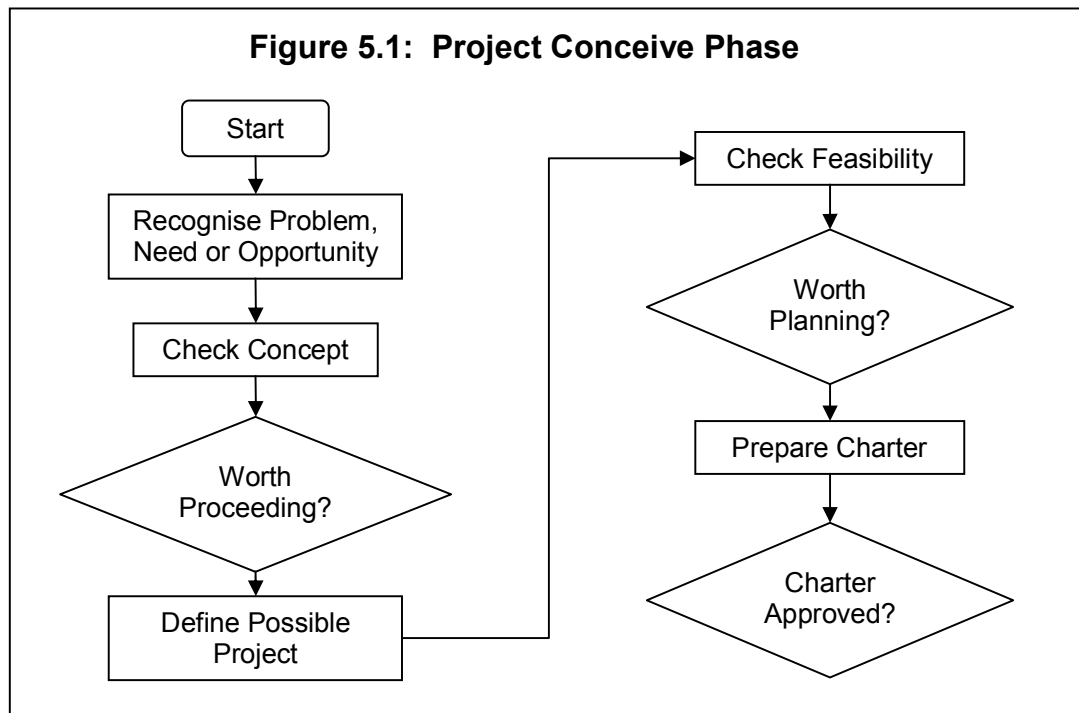 Figure 5.1:  Project Conceive Phase
Start
Recognise Problem,
Need or Opportunity
Check Concept
Worth
Proceeding?
Define Possible
Project
Check Feasibility
Worth
Planning?
Prepare Charter
Charter
Approved?